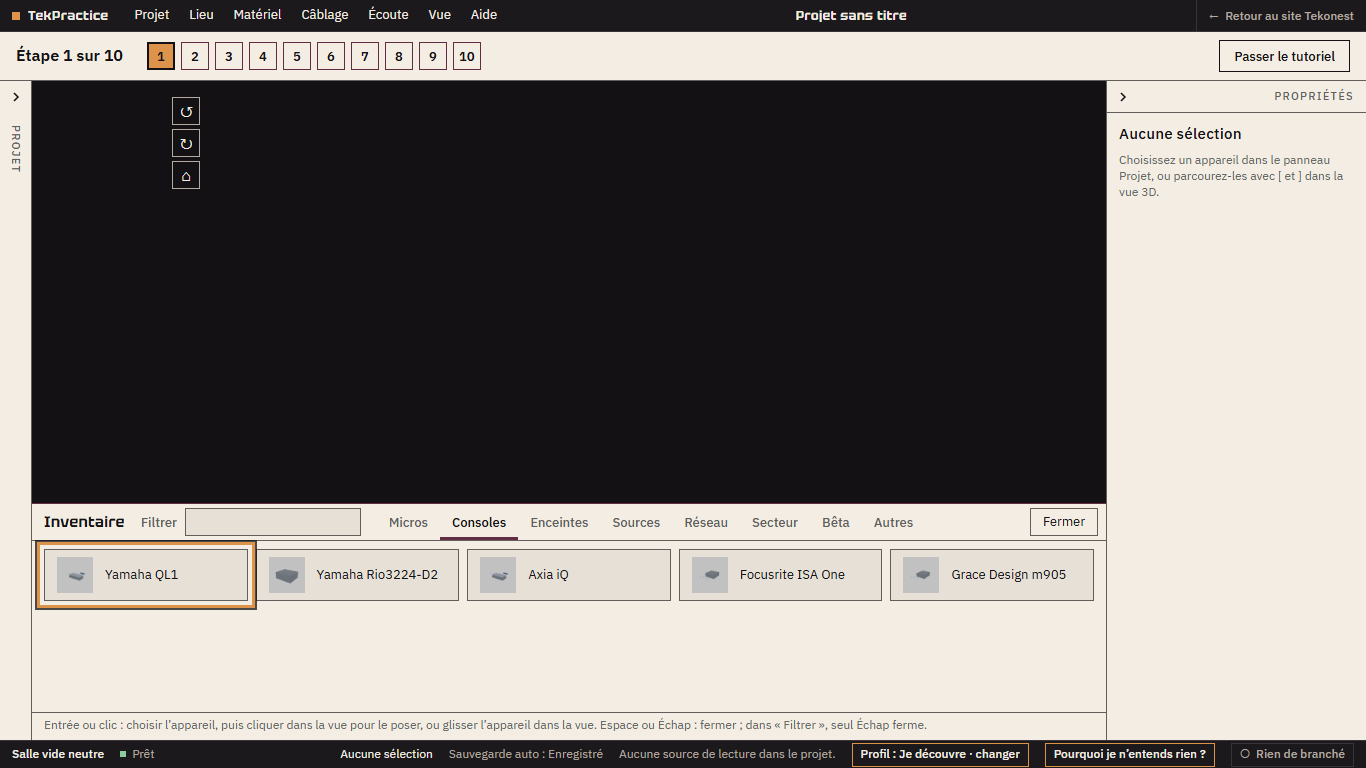 TekPractice Projet Lieu Matériel Câblage Écoute Vue Aide Projet sans titre ← Retour au site Tekonest
Étape 1 sur 10 1 2 3 4 5 6 7 8 9 10 Passer le tutoriel
PROJET
PROPRIÉTÉS
Aucune sélection
Choisissez un appareil dans le panneau
Projet, ou parcourez-les avec [ et ] dans la
vue 3D.
Inventaire Filtrer Micros Consoles Enceintes Sources Réseau Secteur Bêta Autres Fermer
Yamaha QL1 Yamaha Rio3224-D2 Axia iQ Focusrite ISA One Grace Design m905
Entrée ou clic : choisir l’appareil, puis cliquer dans la vue pour le poser, ou glisser l’appareil dans la vue. Espace ou Échap : fermer ; dans « Filtrer », seul Échap ferme.
Salle vide neutre Prêt Aucune sélection Sauvegarde auto : Enregistré Aucune source de lecture dans le projet. Profil : Je découvre · changer Pourquoi je n’entends rien ? Rien de branché